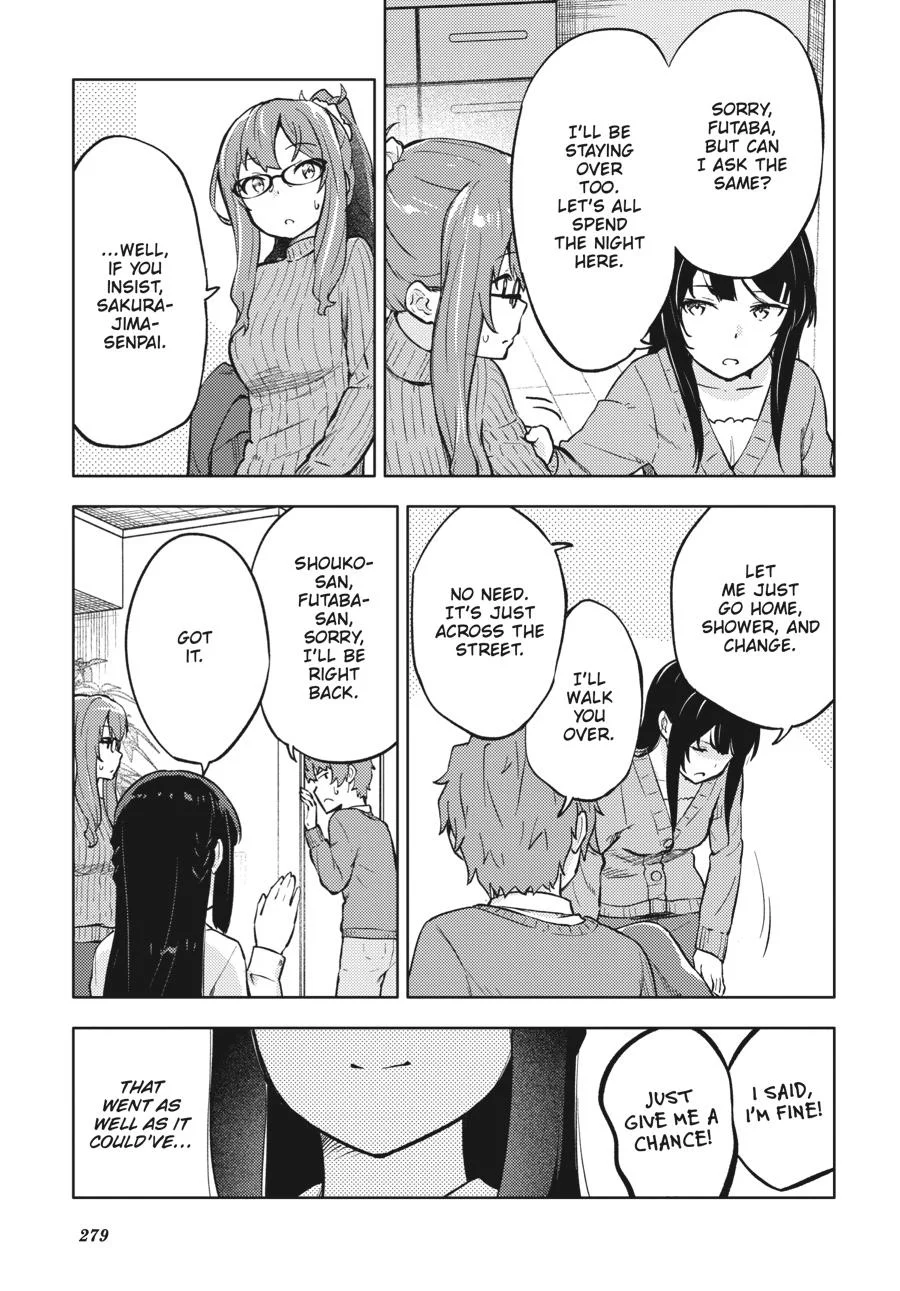 SORRY,
FUTABA,
BUT CAN
I ASK THE
SAME?
I'LL BE
STAYING
OVER
TOO.
LET'S ALL
SPEND
THE NIGHT
HERE.
...WELL,
IF YOU
INSIST,
SAKURA-
JIMA-
SENPAI.
LET
ME JUST
GO HOME,
SHOWER, AND
CHANGE.
I'LL
WALK
YOU
OVER.
NO NEED.
IT'S JUST
ACROSS THE
STREET.
SHOUKO-
SAN,
FUTABA-
SAN,
SORRY,
I'LL BE
RIGHT
BACK.
GOT
IT.
I SAID,
I'M FINE!
JUST
GIVE ME A
CHANCE!
THAT
WENT AS
WELL AS IT
COULD'VE...
279